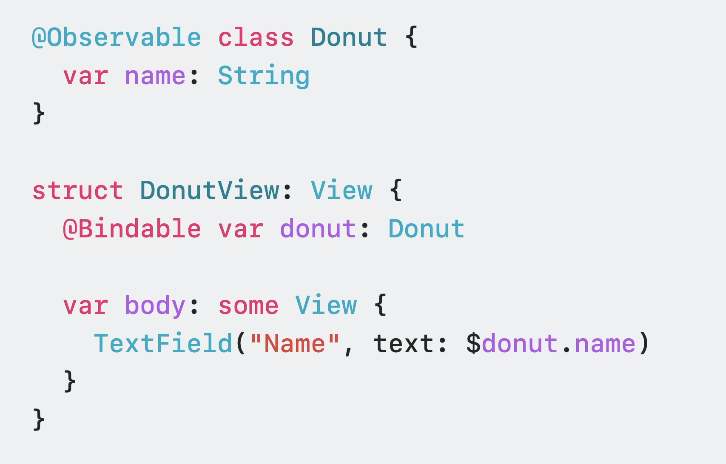 @Observable class Donut {
  var name: String
}

struct DonutView: View {
  @Bindable var donut: Donut

  var body: some View {
    TextField("Name", text: $donut.name)
  }
}